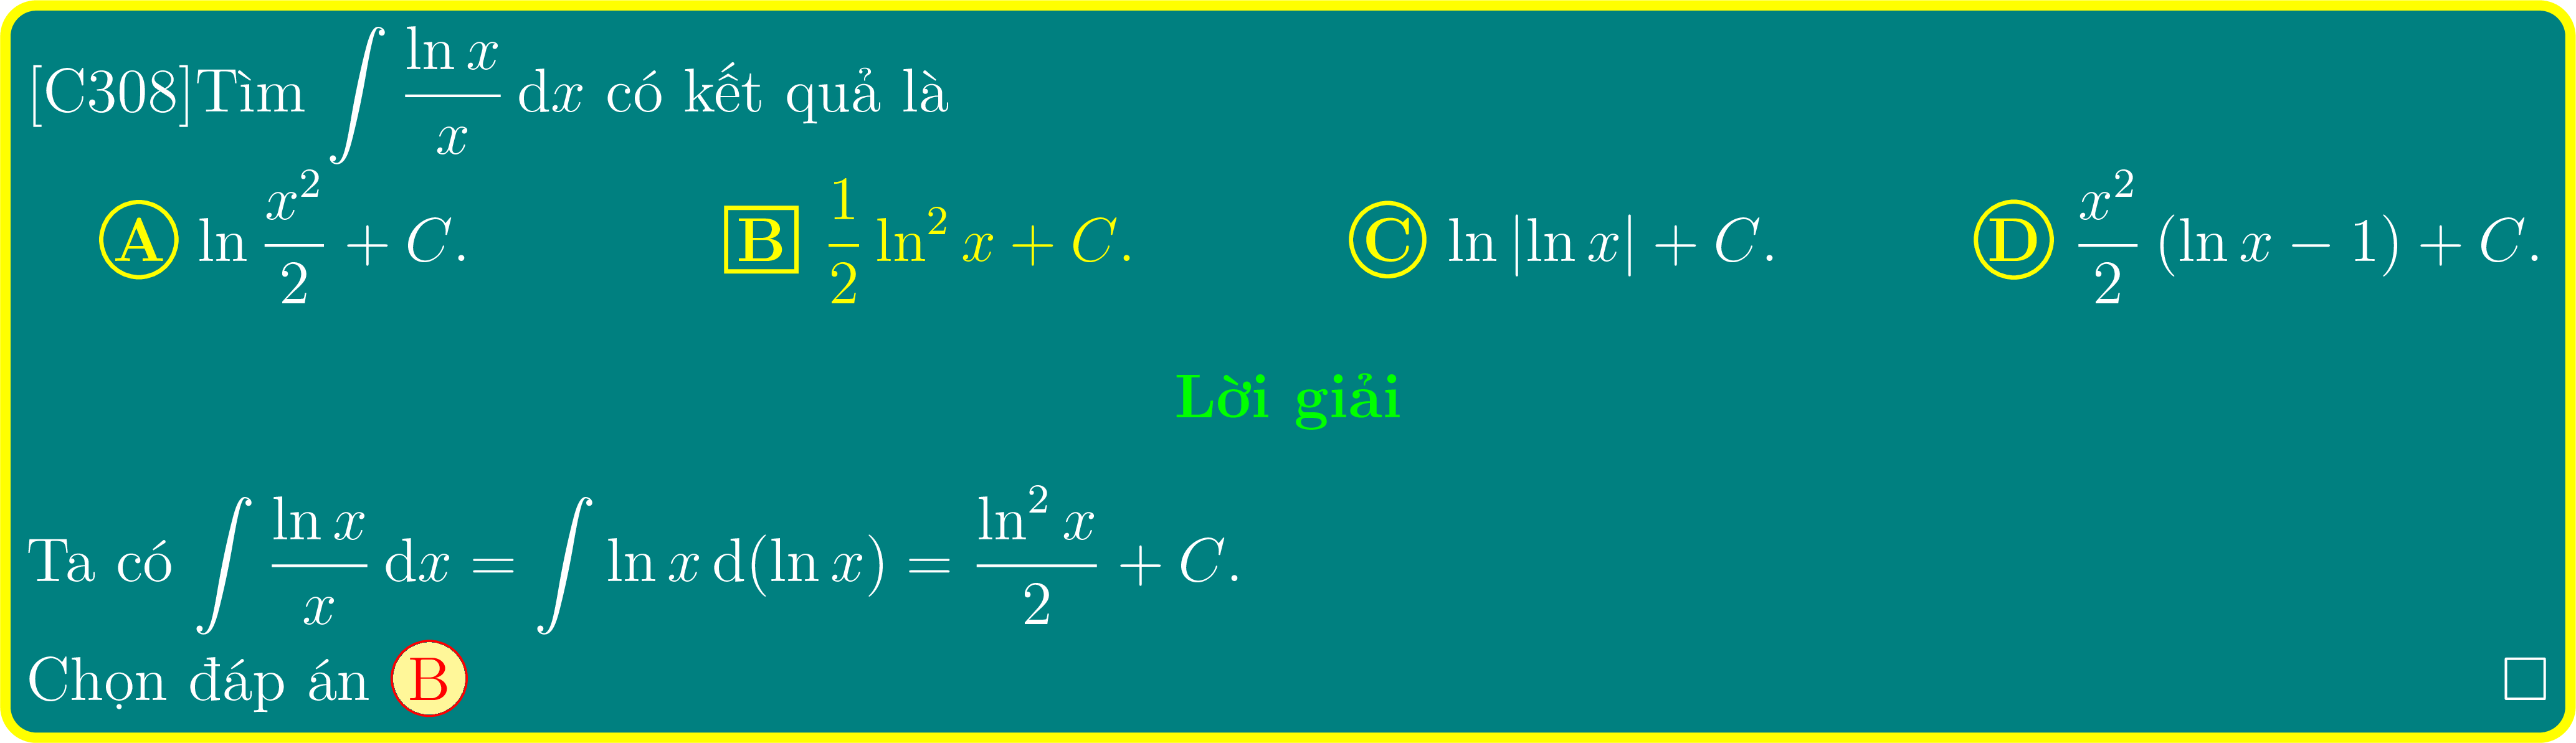 [C308]Tìm $\int \frac{\ln x}{x} \mathrm{d}x$ có kết quả là
A $\ln \frac{x^2}{2} + C.$ B $\frac{1}{2} \ln^2 x + C.$ C $\ln |\ln x| + C.$ D $\frac{x^2}{2} (\ln x - 1) + C.$
Lời giải
Ta có $\int \frac{\ln x}{x} \mathrm{d}x = \int \ln x \, \mathrm{d}(\ln x) = \frac{\ln^2 x}{2} + C.$
Chọn đáp án B □